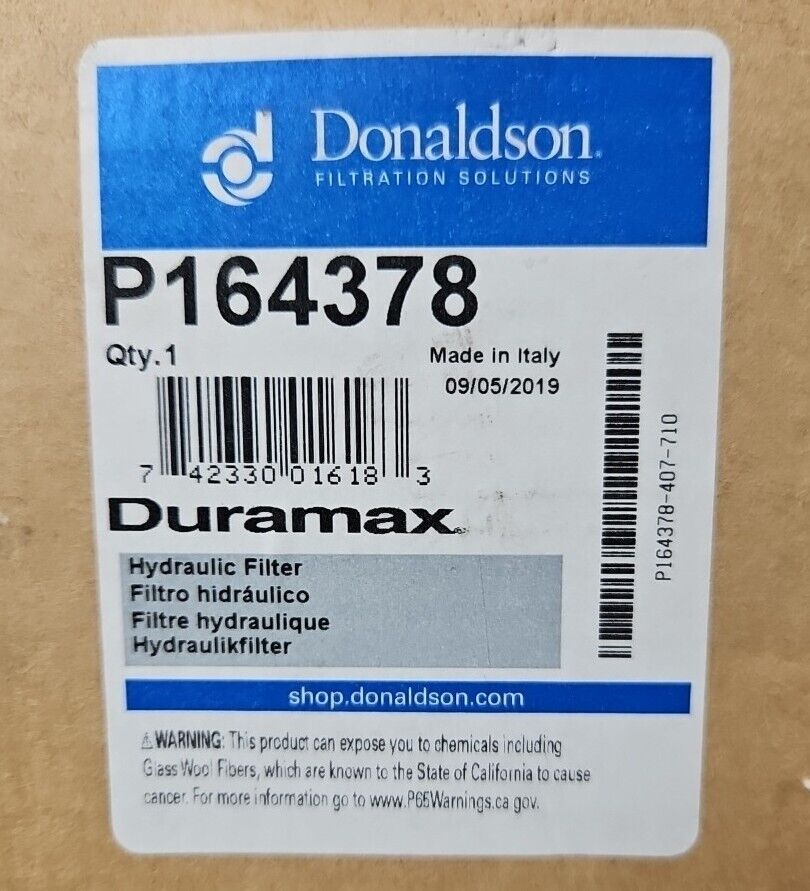 Donaldson.
FILTRATION SOLUTIONS
P164378
Qty.1
Made in Italy
09/05/2019
7 42330 01618 3
P164378-407-710
Duramax®
Hydraulic Filter
Filtro hidráulico
Filtre hydraulique
Hydraulikfilter
shop.donaldson.com
⚠WARNING: This product can expose you to chemicals including
Glass Wool Fibers, which are known to the State of California to cause
cancer. For more information go to www.P65Warnings.ca.gov.